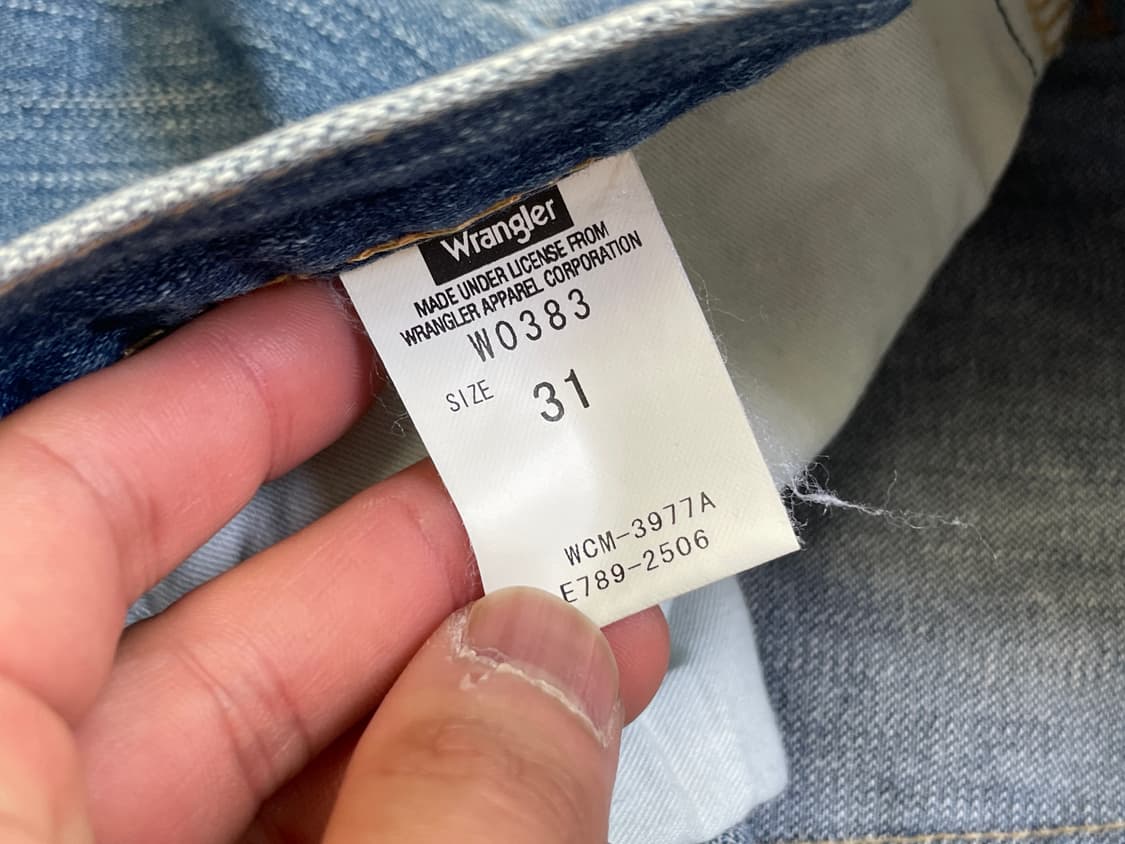 Wrangler
MADE UNDER LICENSE FROM
WRANGLER APPAREL CORPORATION
W0383
SIZE 31
WCM-3977A
E789-2506